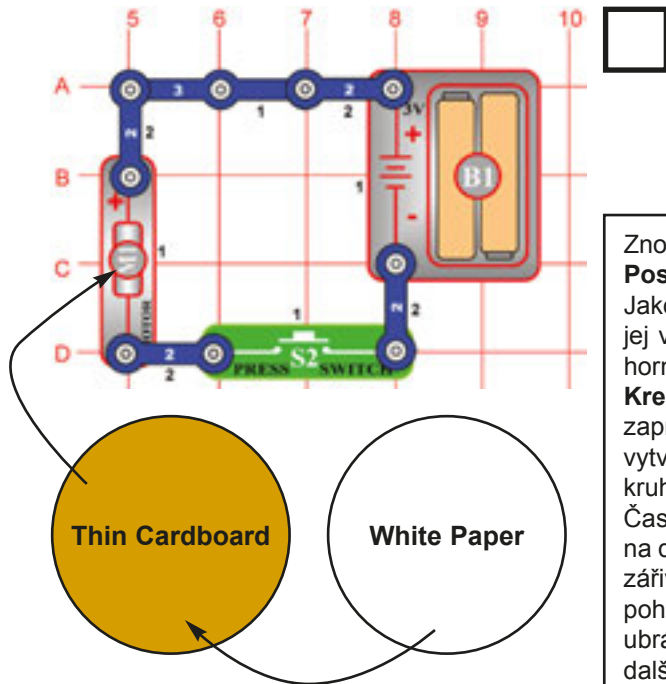 5 6 7 8 9 10
A 3 2
1 2
3V
2 2 +
B 1 B1
+
-
C 1
2 2
1
D 2 S2
2 PRESS SWITCH
Thin Cardboard
White Paper
Zno
Pos
Jako
jej v
horn
Kre
zapr
vytv
kruh
Čas
na d
záři
poh
ubra
dalš